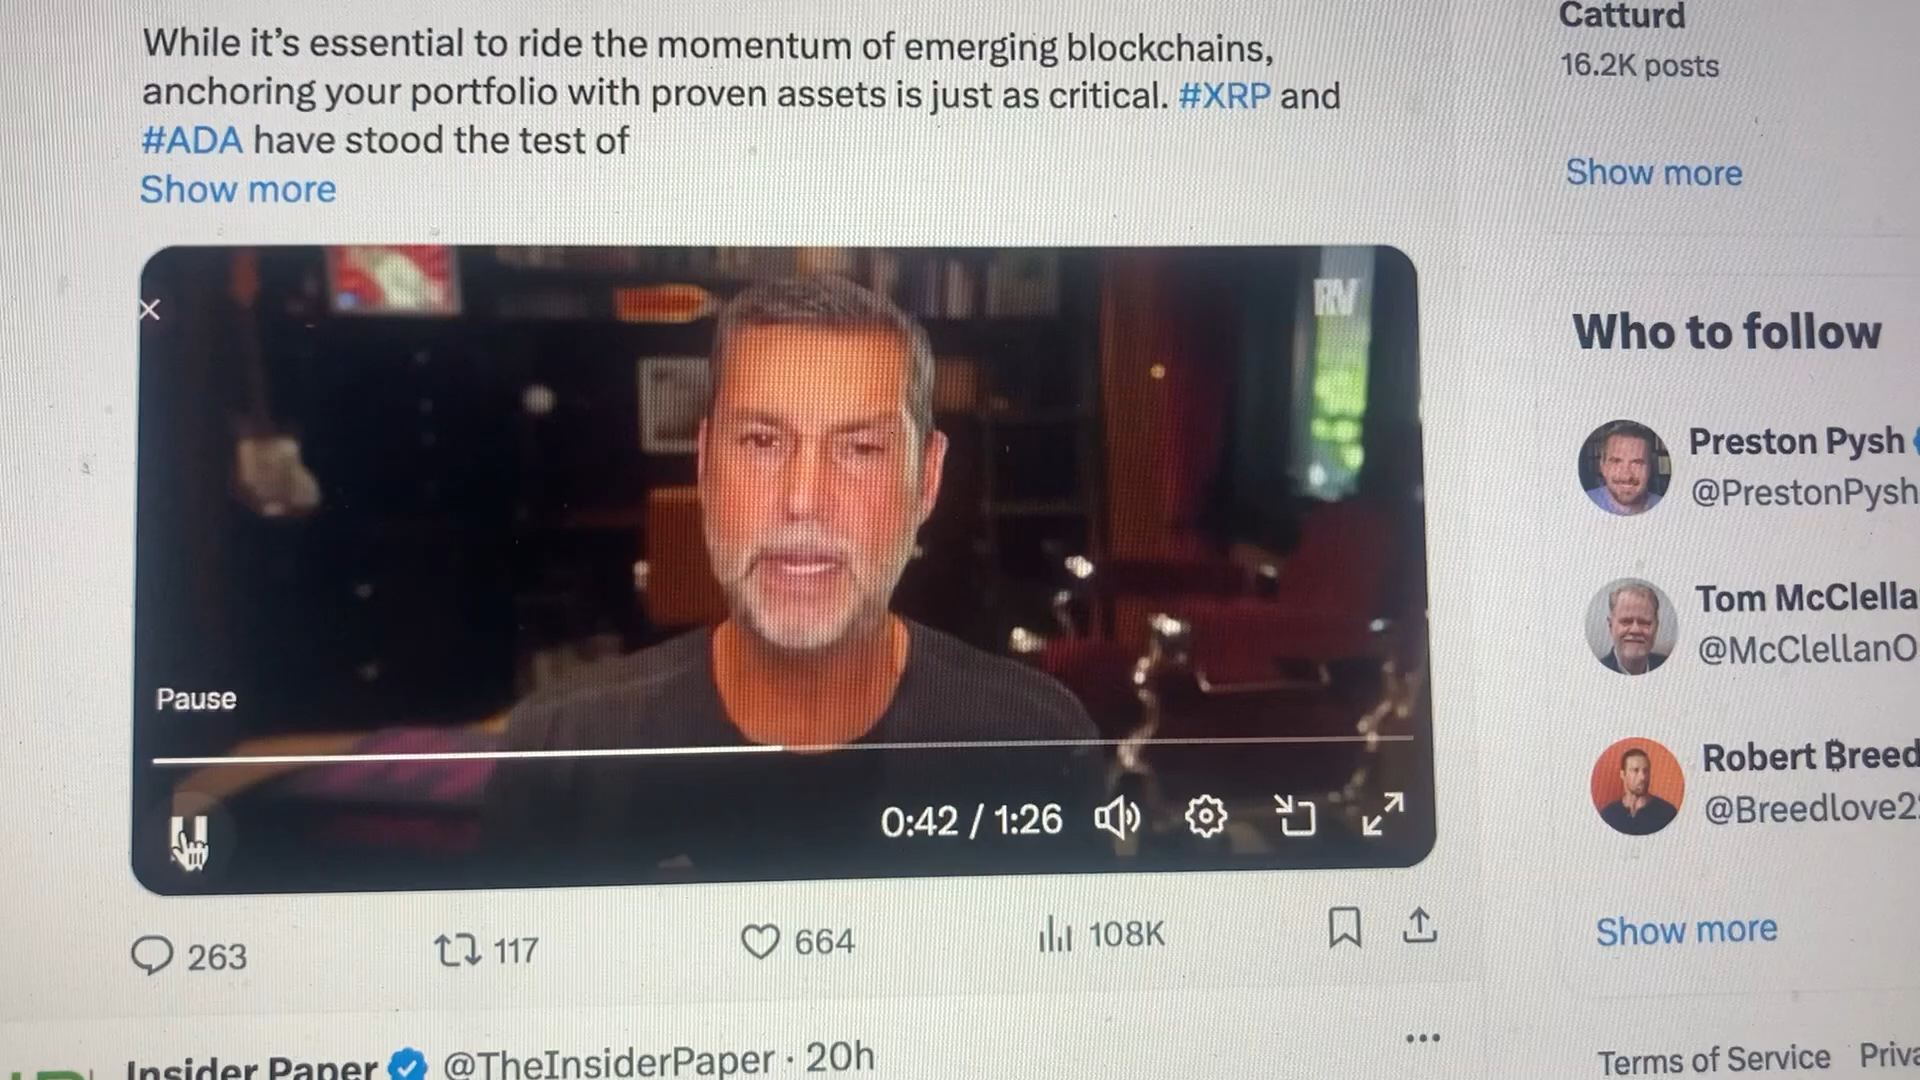 While it's essential to ride the momentum of emerging blockchains,
anchoring your portfolio with proven assets is just as critical. #XRP and
#ADA have stood the test of
Show more
RV
Pause
0:42 / 1:26
263
117
664
108K
Insider Paper @TheInsiderPaper · 20h
Catturd
16.2K posts
Show more
Who to follow
Preston Pysh
@PrestonPysh
Tom McClella
@McClellanO
Robert ₿reed
@Breedlove2
Show more
Terms of Service Priva